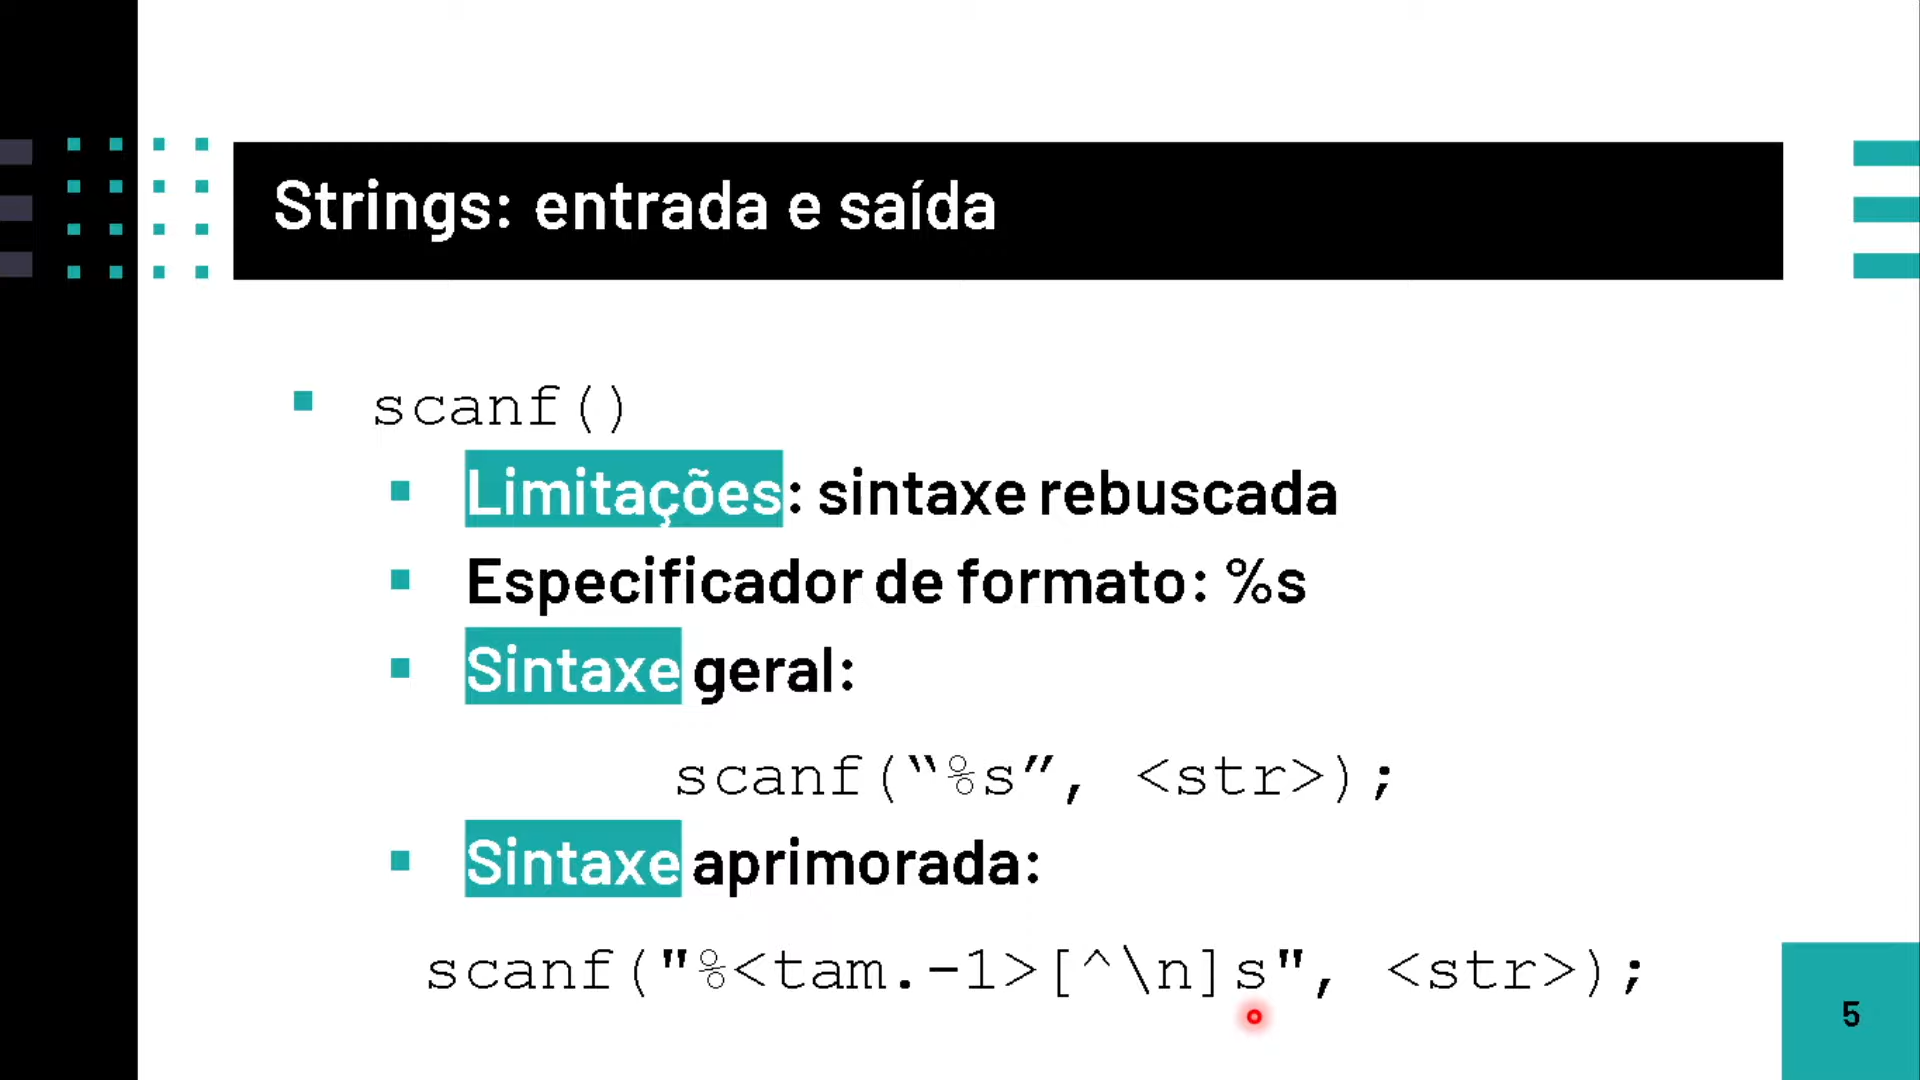 Strings: entrada e saída
scanf()
Limitações: sintaxe rebuscada
Especificador de formato: %s
Sintaxe geral:
scanf(“%s”, <str>);
Sintaxe aprimorada:
scanf("%<tam.-1>[^\n]s", <str>);
5